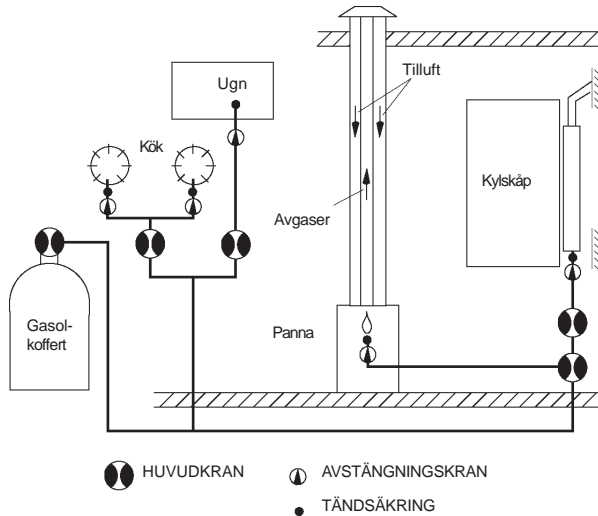 Ugn
Tilluft
Kök
Kylskåp
Avgaser
Gasol-
koffert
Panna
HUVUDKRAN
AVSTÄNGNINGSKRAN
TÄNDSÄKRING